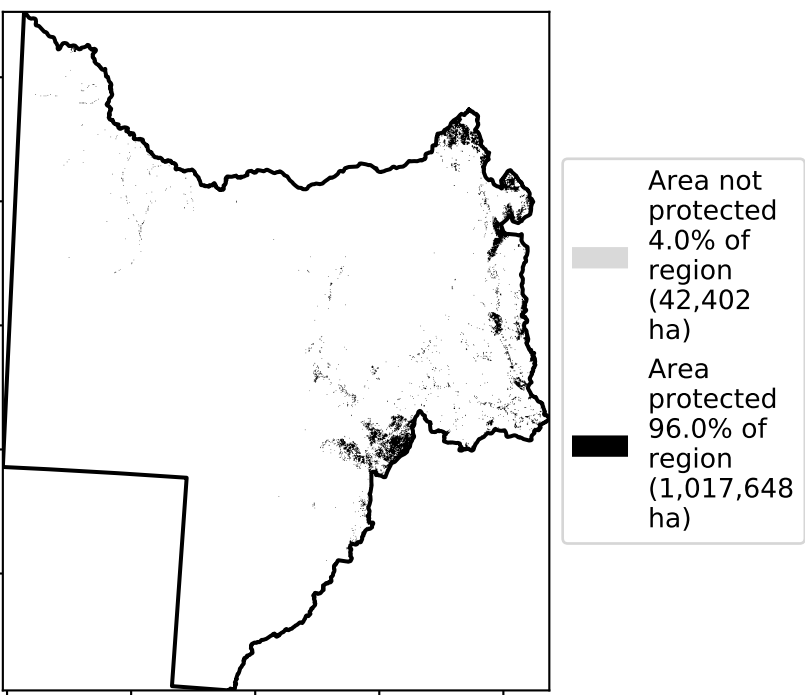 Area not
protected
4.0% of
region
(42,402
ha)
Area
protected
96.0% of
region
(1,017,648
ha)